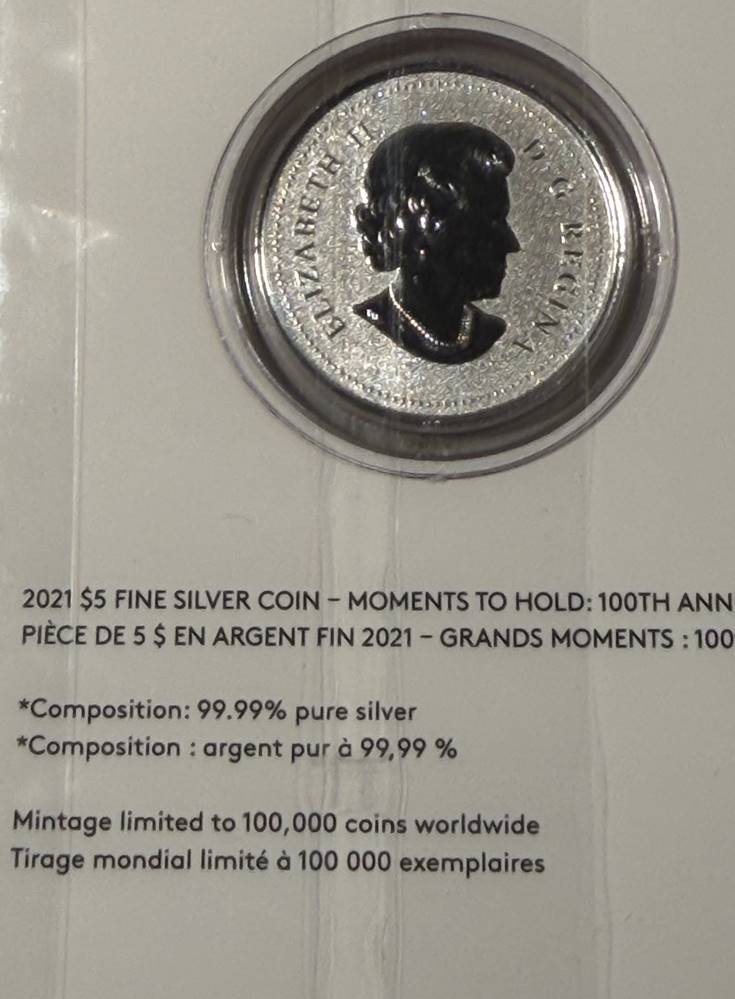 ELIZABETH II D·G·REGINA
2021 $5 FINE SILVER COIN – MOMENTS TO HOLD: 100TH ANN
PIÈCE DE 5 $ EN ARGENT FIN 2021 – GRANDS MOMENTS : 100
*Composition: 99.99% pure silver
*Composition : argent pur à 99,99 %
Mintage limited to 100,000 coins worldwide
Tirage mondial limité à 100 000 exemplaires